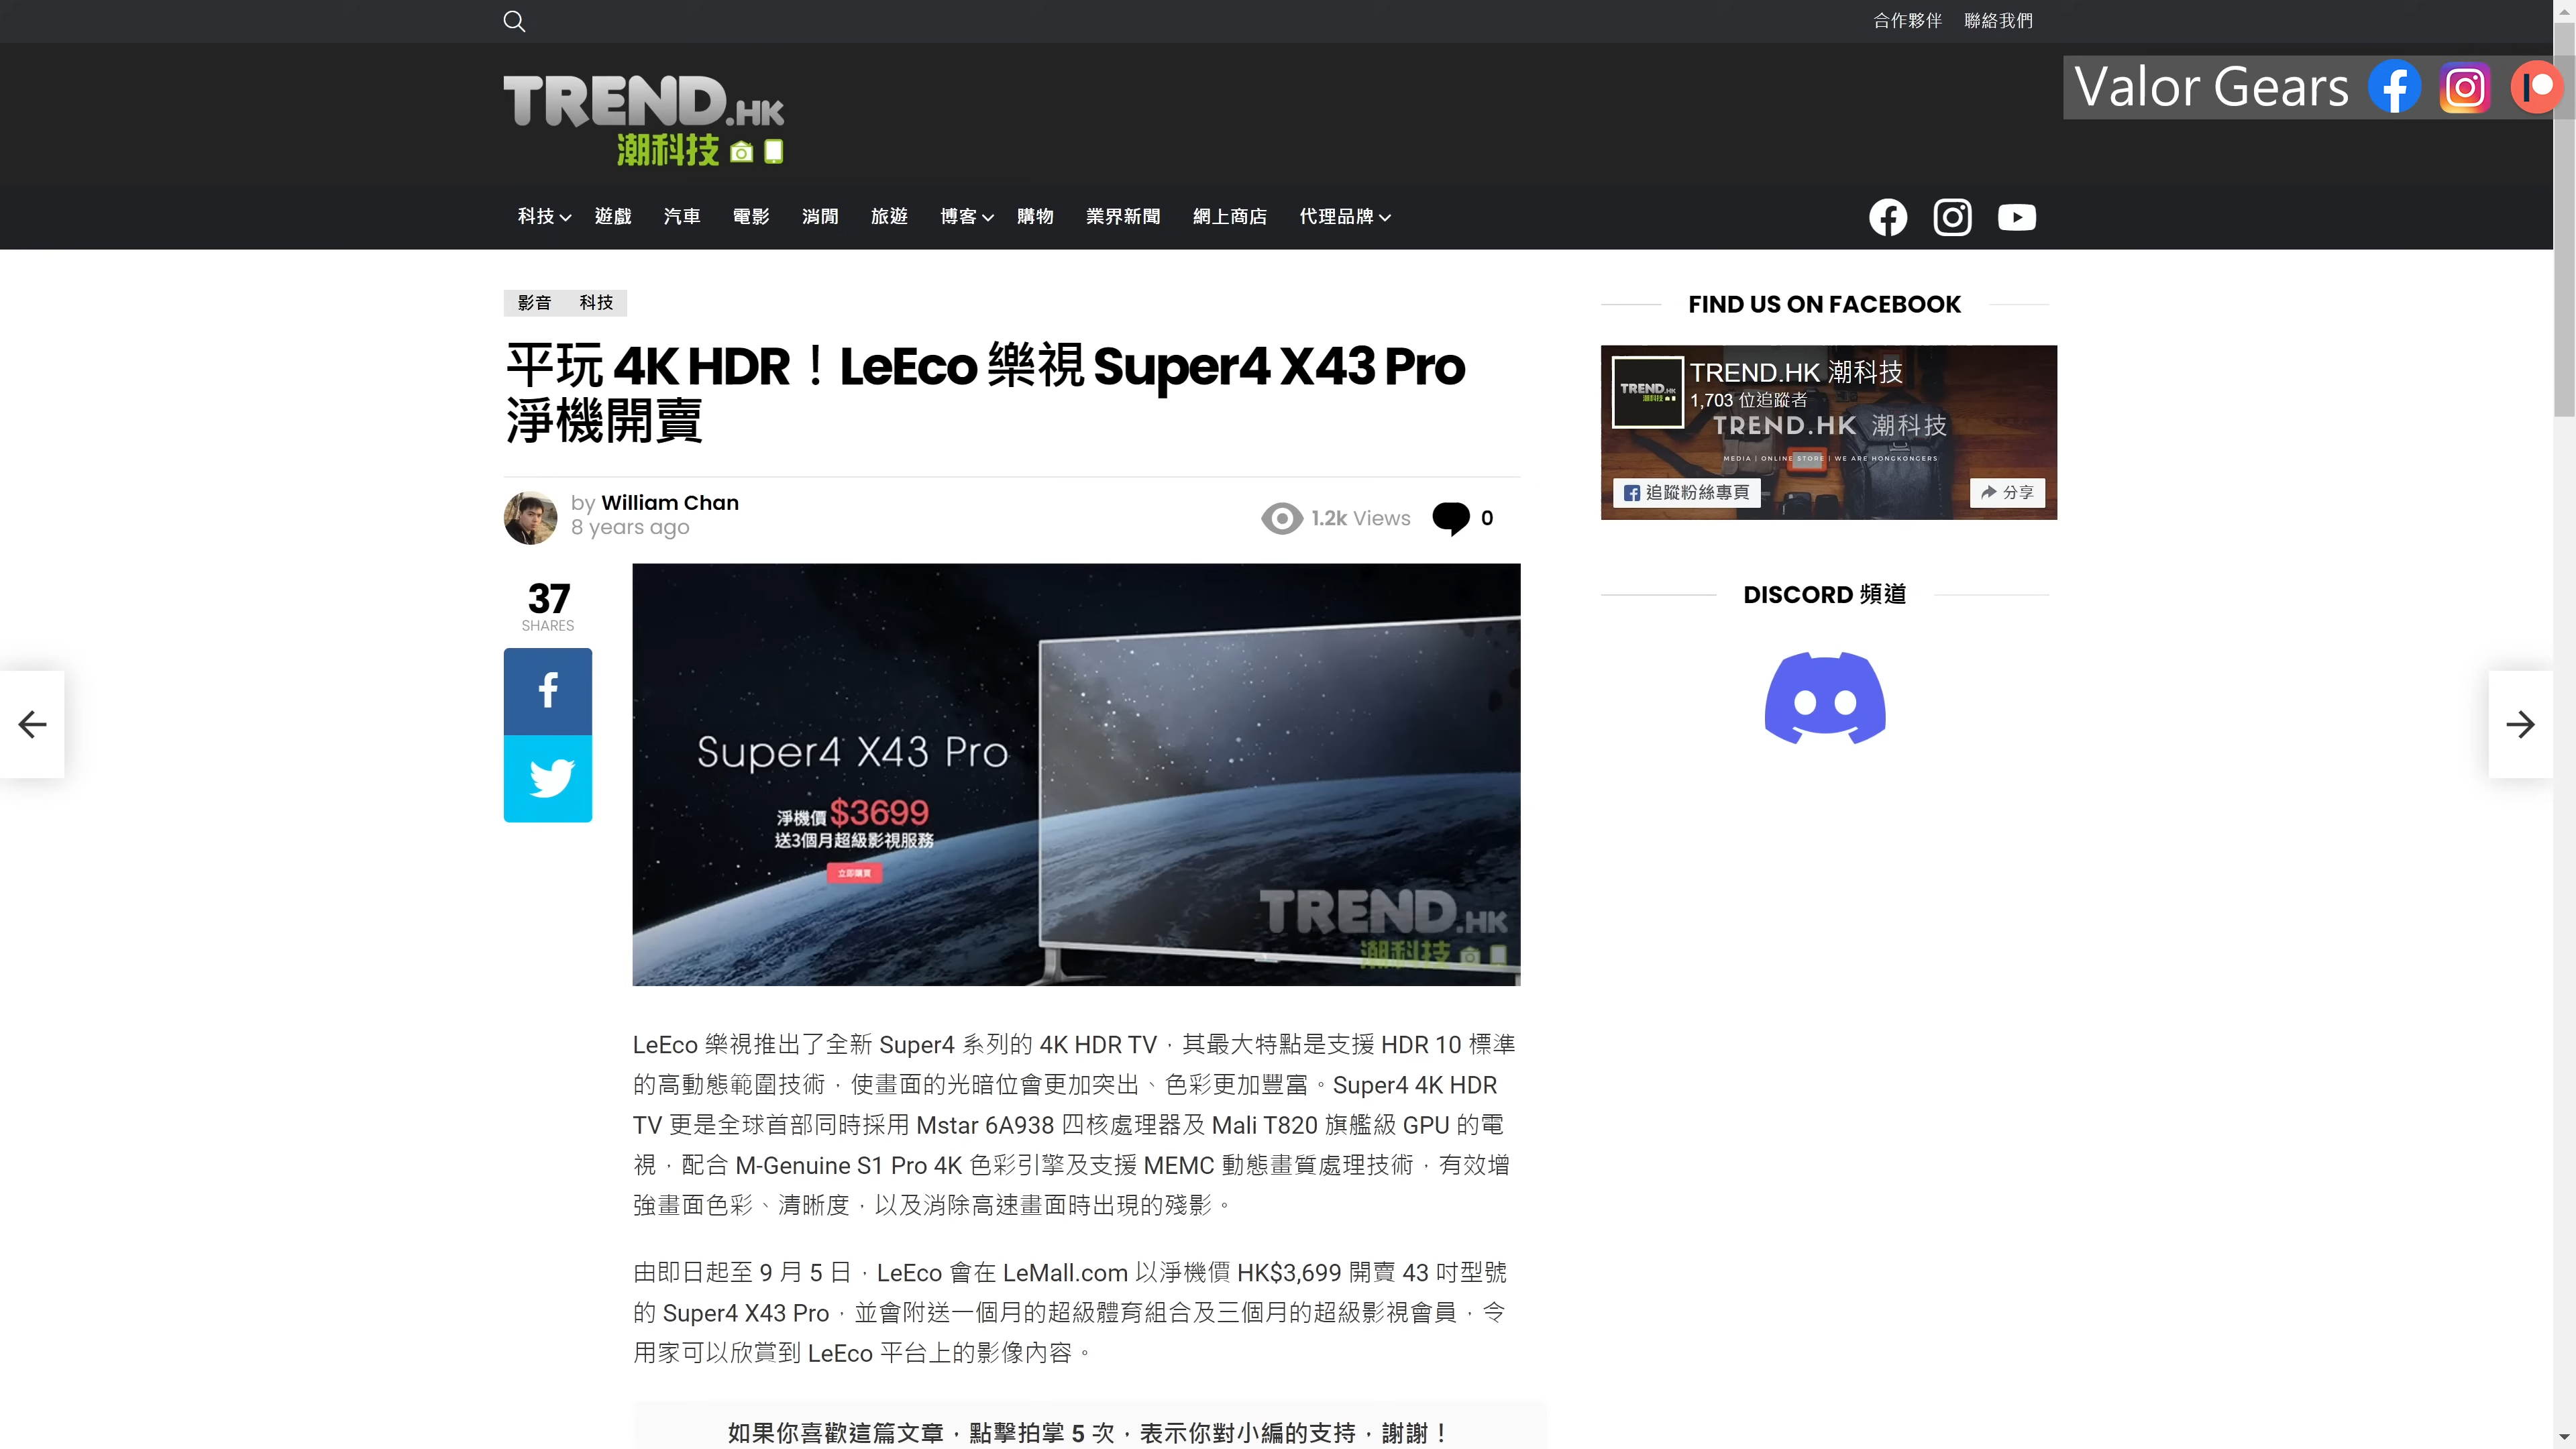 合作夥伴 聯絡我們
Valor Gears
TREND.HK
潮科技
科技 遊戲 汽車 電影 消閒 旅遊 博客 購物 業界新聞 網上商店 代理品牌
影音 科技
平玩 4K HDR！LeEco 樂視 Super4 X43 Pro
淨機開賣
by William Chan
8 years ago
1.2k Views 0
37
SHARES
Super4 X43 Pro
淨機價 $3699
送3個月超級影視服務
立即購買
TREND.HK
潮科技
LeEco 樂視推出了全新 Super4 系列的 4K HDR TV，其最大特點是支援 HDR 10 標準
的高動態範圍技術，使畫面的光暗位會更加突出、色彩更加豐富。Super4 4K HDR
TV 更是全球首部同時採用 Mstar 6A938 四核處理器及 Mali T820 旗艦級 GPU 的電
視，配合 M-Genuine S1 Pro 4K 色彩引擎及支援 MEMC 動態畫質處理技術，有效增
強畫面色彩、清晰度，以及消除高速畫面時出現的殘影。
由即日起至 9 月 5 日，LeEco 會在 LeMall.com 以淨機價 HK$3,699 開賣 43 吋型號
的 Super4 X43 Pro，並會附送一個月的超級體育組合及三個月的超級影視會員，令
用家可以欣賞到 LeEco 平台上的影像內容。
如果你喜歡這篇文章，點擊拍掌 5 次，表示你對小編的支持，謝謝！
FIND US ON FACEBOOK
TREND.HK
潮科技
TREND.HK 潮科技
1,703 位追蹤者
TREND.HK 潮科技
MEDIA | ONLINE STORE | WE ARE HONGKONGERS
追蹤粉絲專頁 分享
DISCORD 頻道